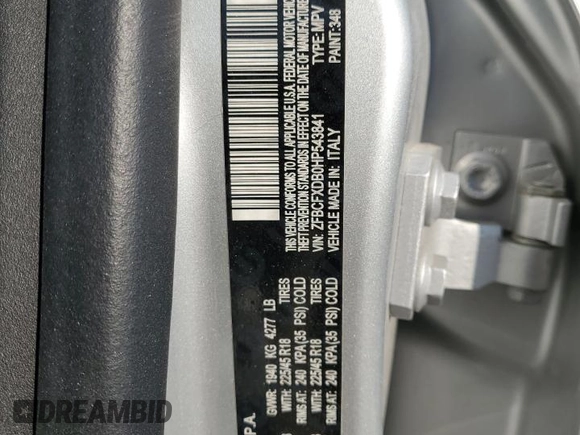 P.A.
GVWR: 1940 KG 4277 LB
WITH: 225/45 R18 TIRES
RIMS AT: 240 KPA(35 PSI) COLD
WITH: 225/45 R18 TIRES
RIMS AT: 240 KPA(35 PSI) COLD
THIS VEHICLE CONFORMS TO ALL APPLICABLE U.S.A. FEDERAL MOTOR VEHICLE
THEFT PREVENTION STANDARDS IN EFFECT ON THE DATE OF MAN
VIN: ZFBCFXDB0HP543841 TYPE: MPV
VEHICLE MADE IN: ITALY PAINT: 348
DREAMBID